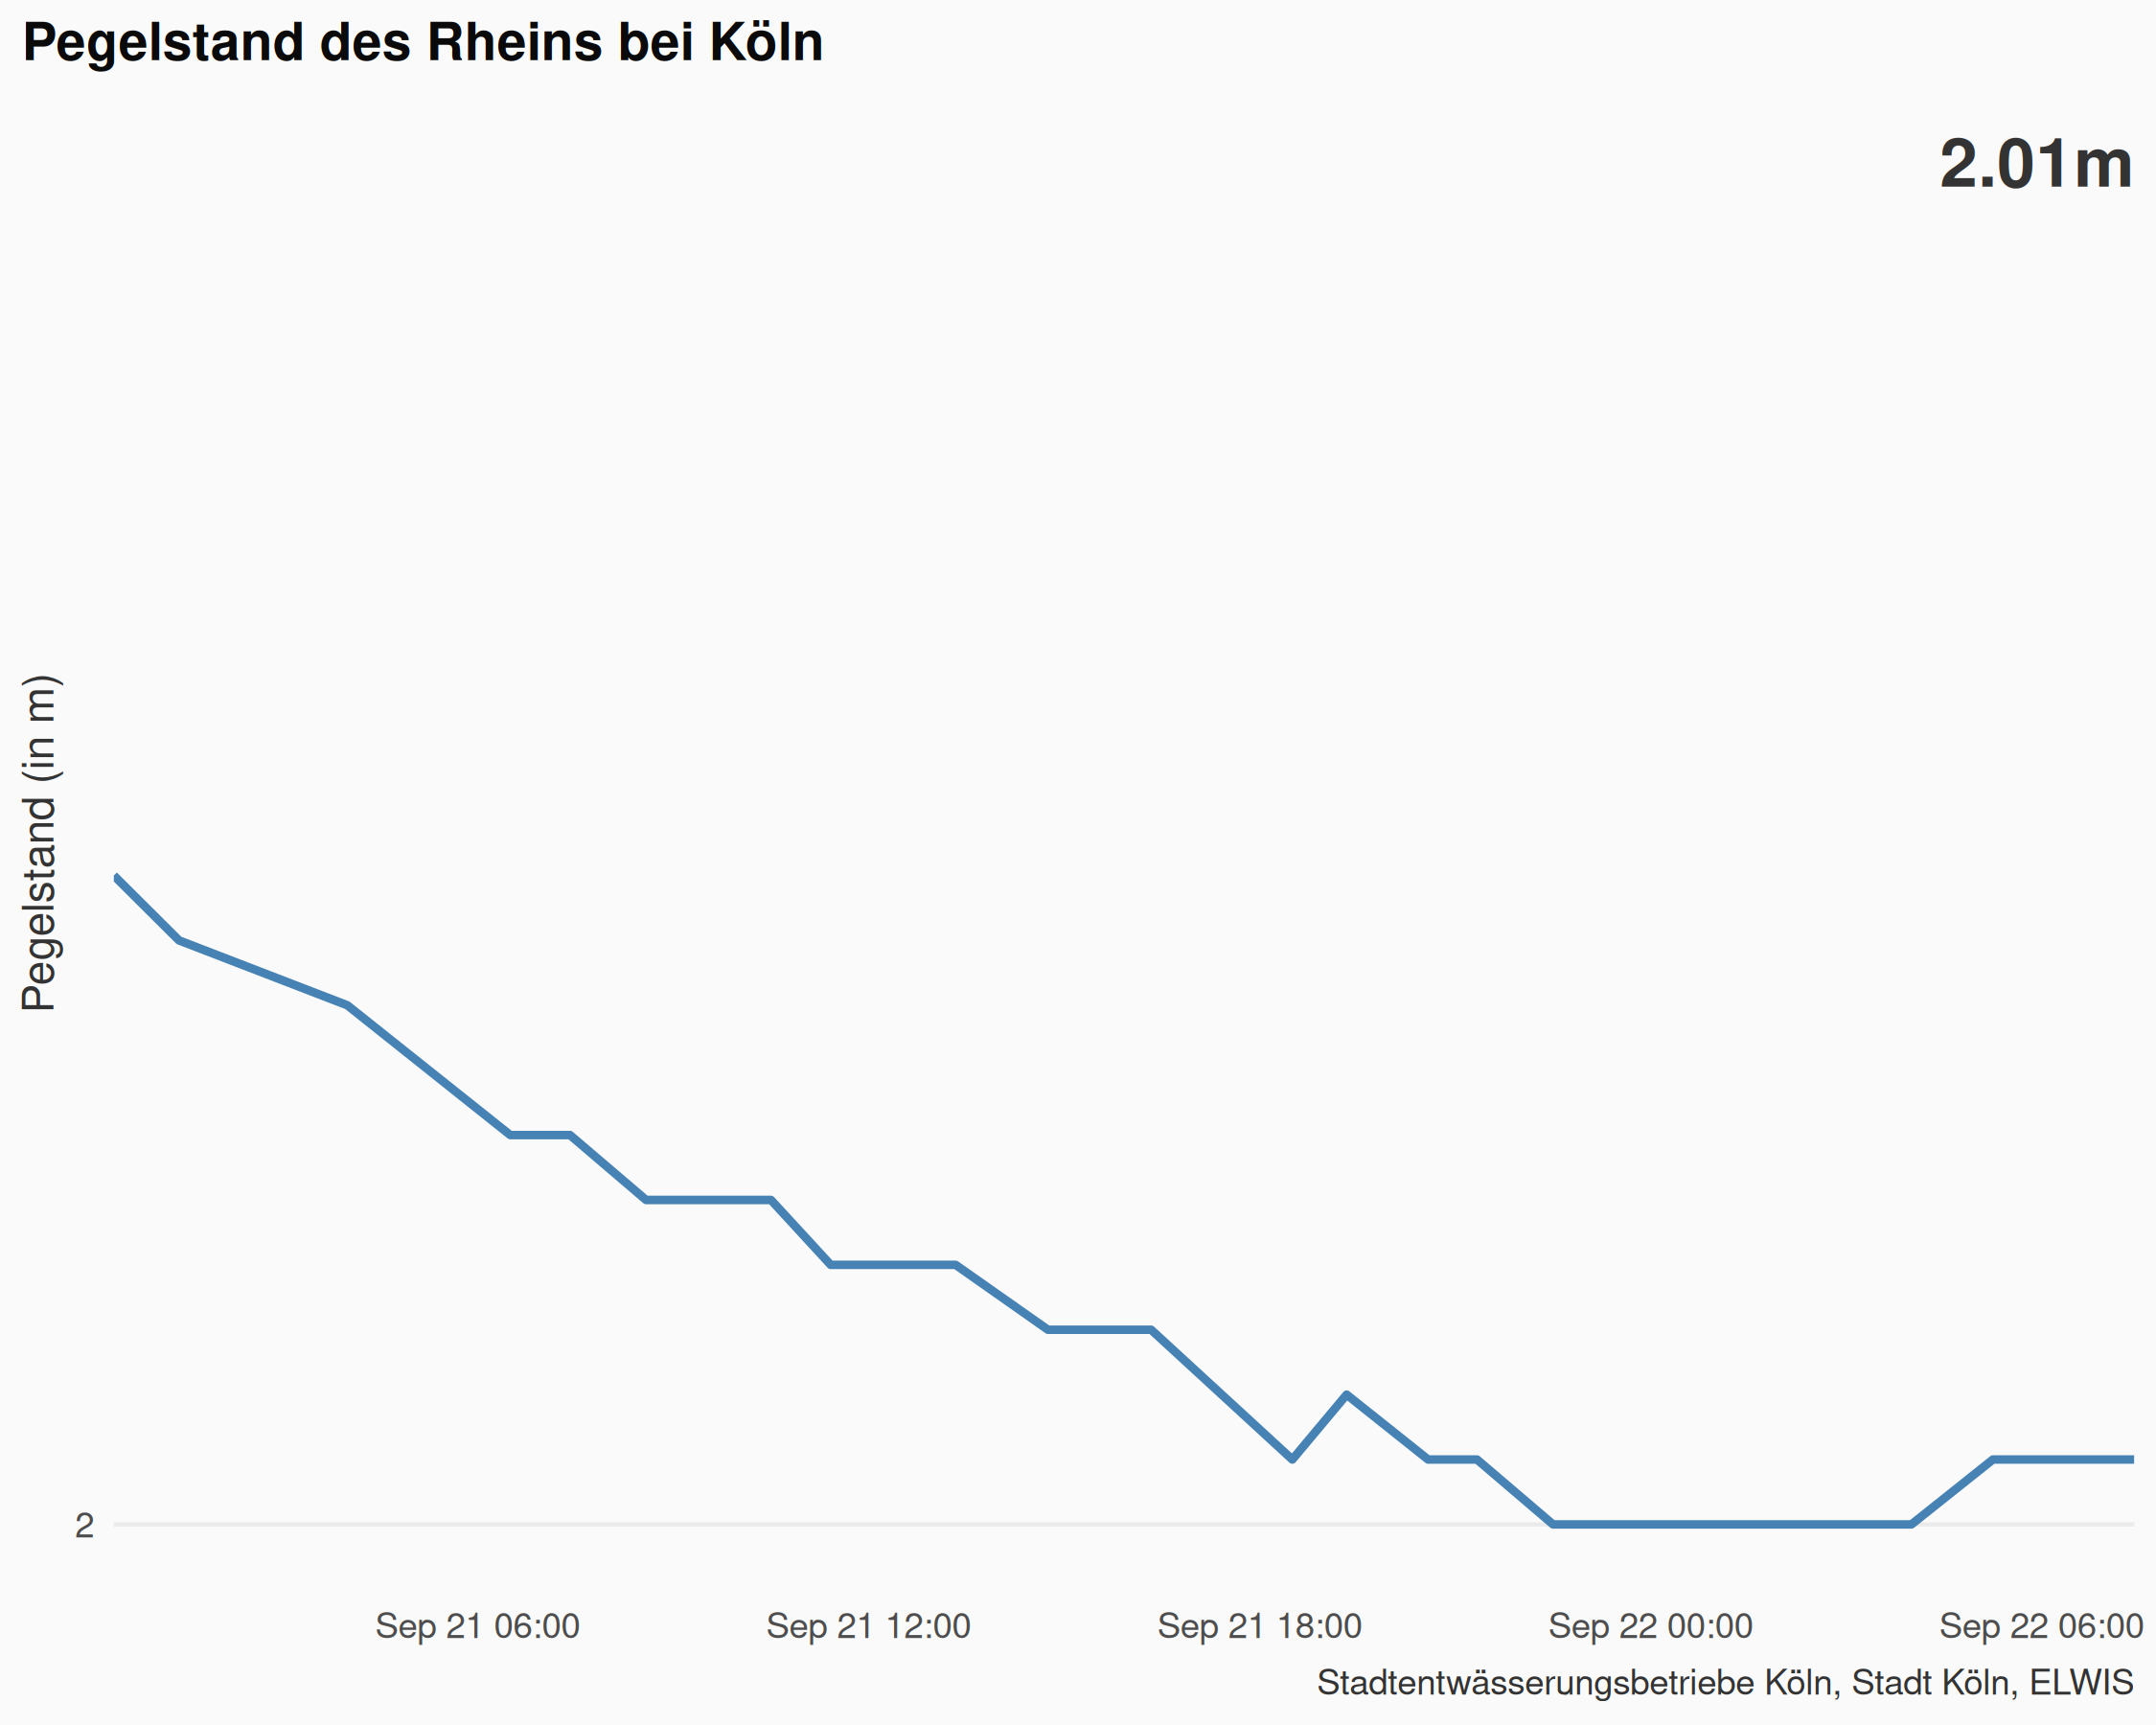 Pegelstand des Rheins bei Köln
2.01m
Pegelstand (in m)
2
Sep 21 06:00
Sep 21 12:00
Sep 21 18:00
Sep 22 00:00
Sep 22 06:00
Stadtentwässerungsbetriebe Köln, Stadt Köln, ELWIS